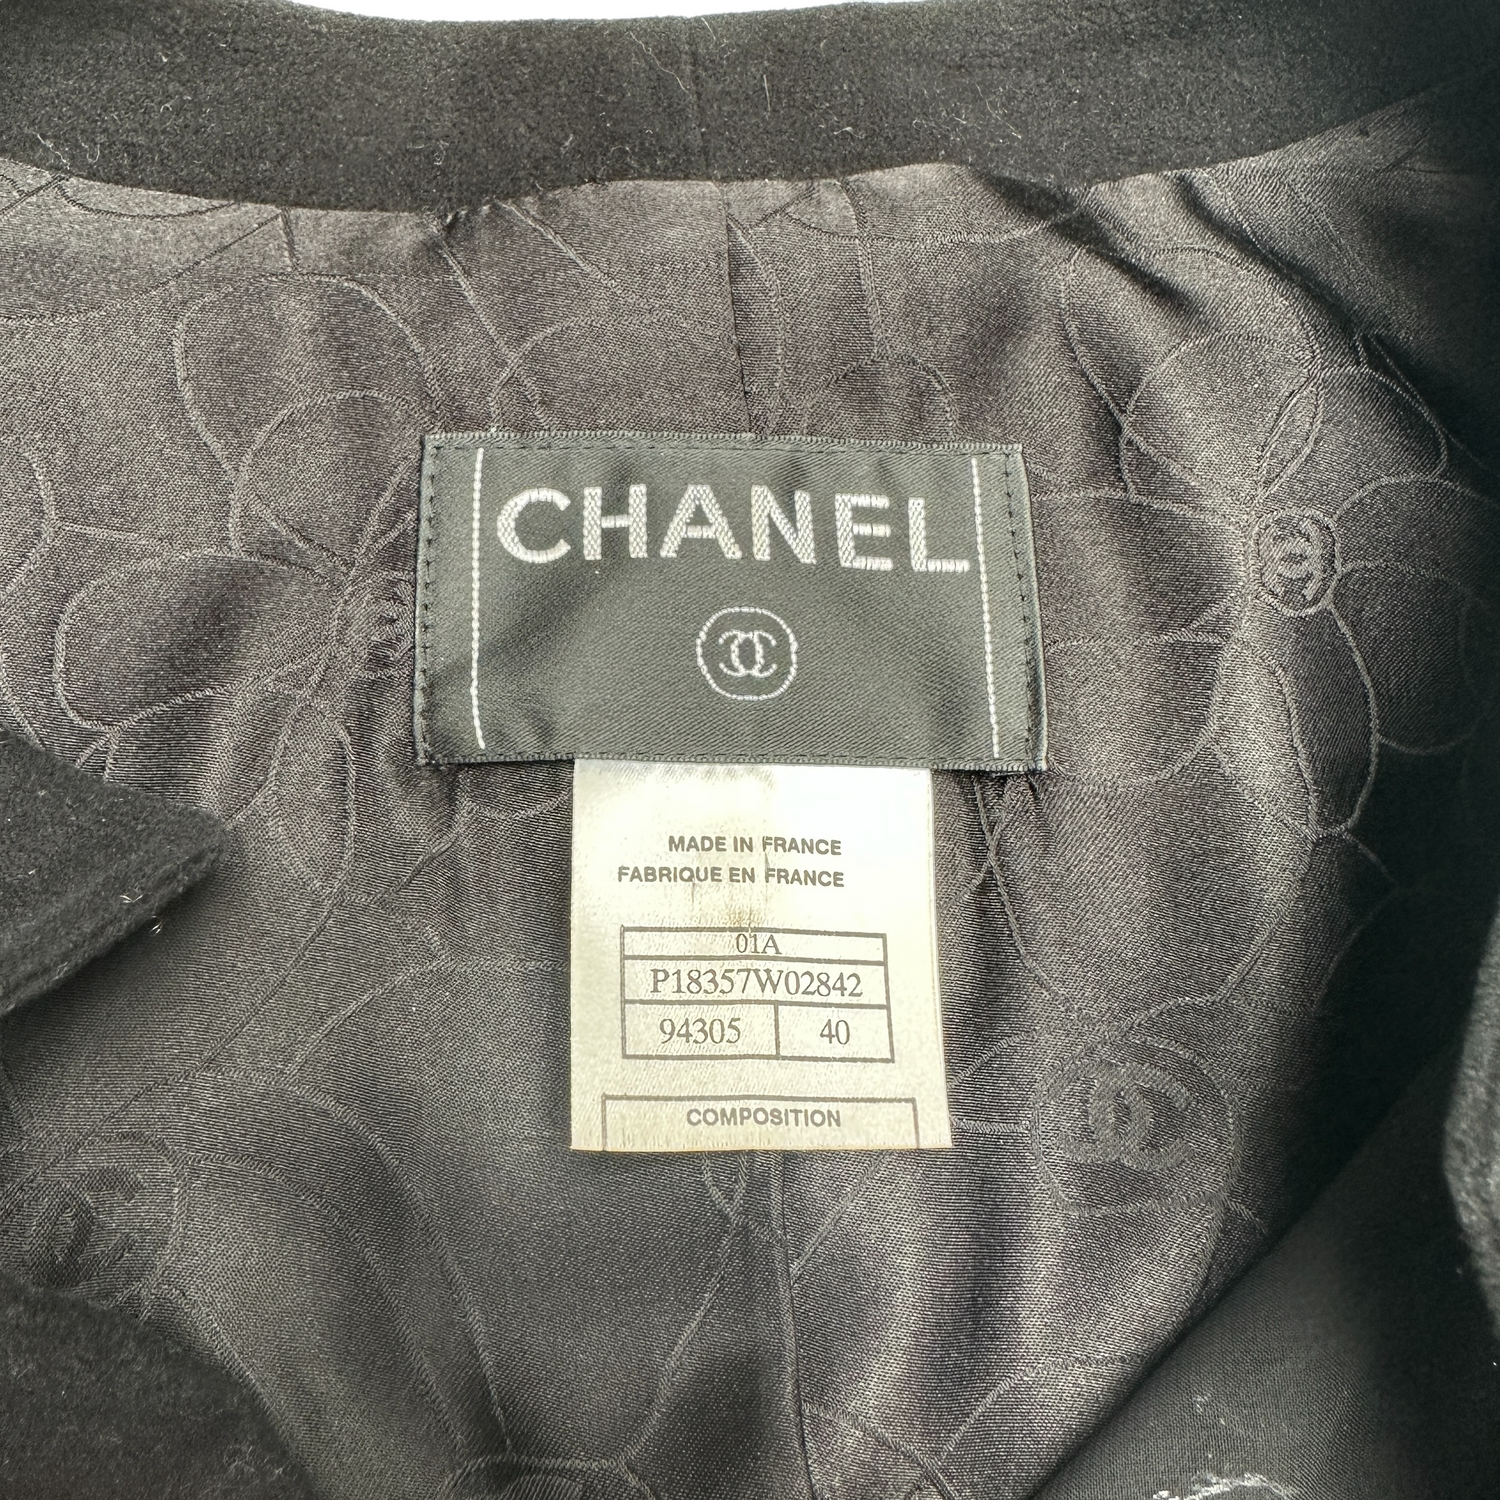 CHANEL
MADE IN FRANCE
FABRIQUE EN FRANCE
01A
P18357W02842
94305 40
COMPOSITION